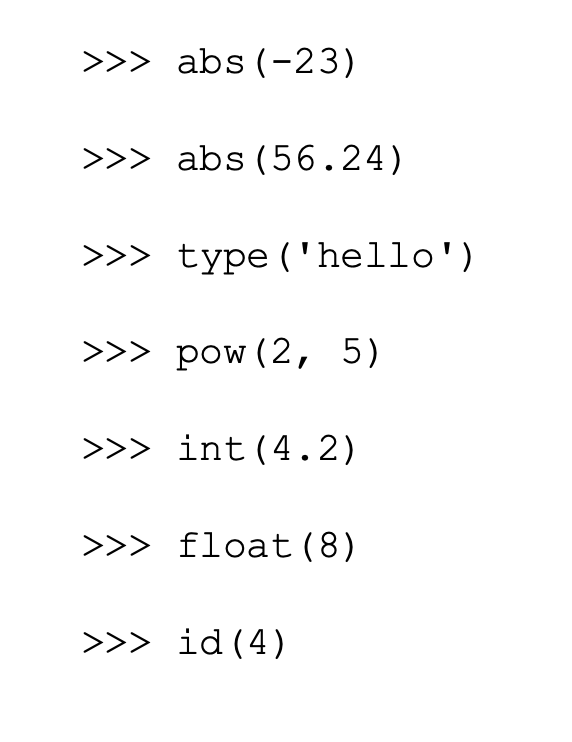 >>> abs(-23)
>>> abs(56.24)
>>> type('hello')
>>> pow(2, 5)
>>> int(4.2)
>>> float(8)
>>> id(4)